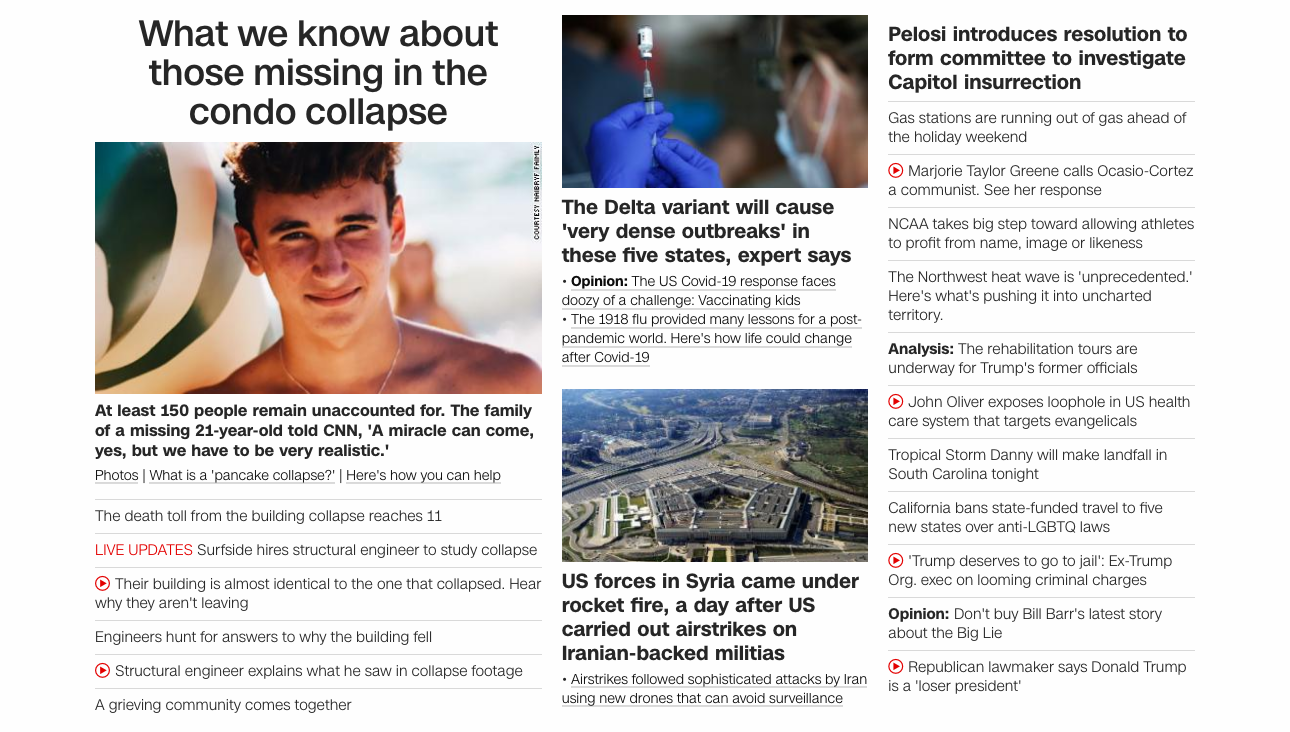 What we know about
those missing in the
condo collapse
COURTESY MAIBRYF FAIMLY
At least 150 people remain unaccounted for. The family
of a missing 21-year-old told CNN, 'A miracle can come,
yes, but we have to be very realistic.'
Photos | What is a 'pancake collapse?' | Here's how you can help
The death toll from the building collapse reaches 11
LIVE UPDATES Surfside hires structural engineer to study collapse
Their building is almost identical to the one that collapsed. Hear
why they aren't leaving
Engineers hunt for answers to why the building fell
Structural engineer explains what he saw in collapse footage
A grieving community comes together
The Delta variant will cause
'very dense outbreaks' in
these five states, expert says
• Opinion: The US Covid-19 response faces
doozy of a challenge: Vaccinating kids
• The 1918 flu provided many lessons for a post-
pandemic world. Here's how life could change
after Covid-19
US forces in Syria came under
rocket fire, a day after US
carried out airstrikes on
Iranian-backed militias
• Airstrikes followed sophisticated attacks by Iran
using new drones that can avoid surveillance
Pelosi introduces resolution to
form committee to investigate
Capitol insurrection
Gas stations are running out of gas ahead of
the holiday weekend
Marjorie Taylor Greene calls Ocasio-Cortez
a communist. See her response
NCAA takes big step toward allowing athletes
to profit from name, image or likeness
The Northwest heat wave is 'unprecedented.'
Here's what's pushing it into uncharted
territory.
Analysis: The rehabilitation tours are
underway for Trump's former officials
John Oliver exposes loophole in US health
care system that targets evangelicals
Tropical Storm Danny will make landfall in
South Carolina tonight
California bans state-funded travel to five
new states over anti-LGBTQ laws
'Trump deserves to go to jail': Ex-Trump
Org. exec on looming criminal charges
Opinion: Don't buy Bill Barr's latest story
about the Big Lie
Republican lawmaker says Donald Trump
is a 'loser president'